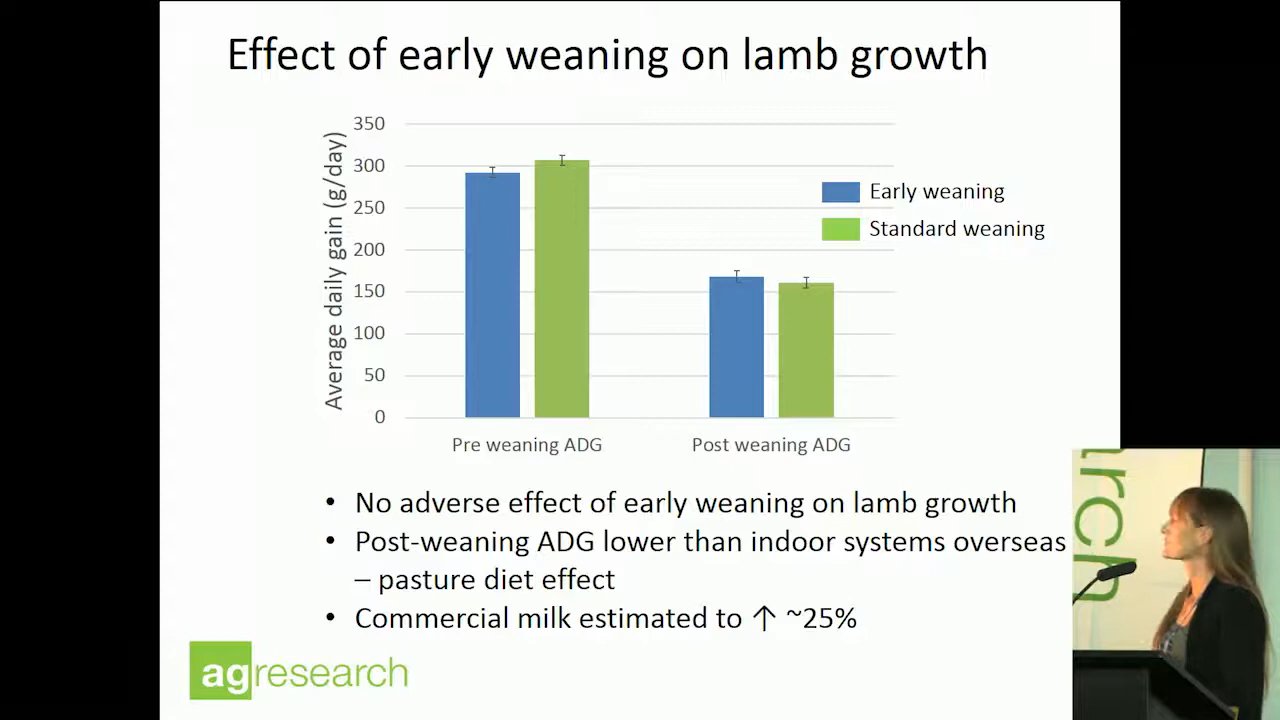 Effect of early weaning on lamb growth
350
300
250
200
150
100
50
0
Average daily gain (g/day)
Early weaning
Standard weaning
Pre weaning ADG
Post weaning ADG
• No adverse effect of early weaning on lamb growth
• Post-weaning ADG lower than indoor systems overseas
– pasture diet effect
• Commercial milk estimated to ↑ ~25%
agresearch
rch